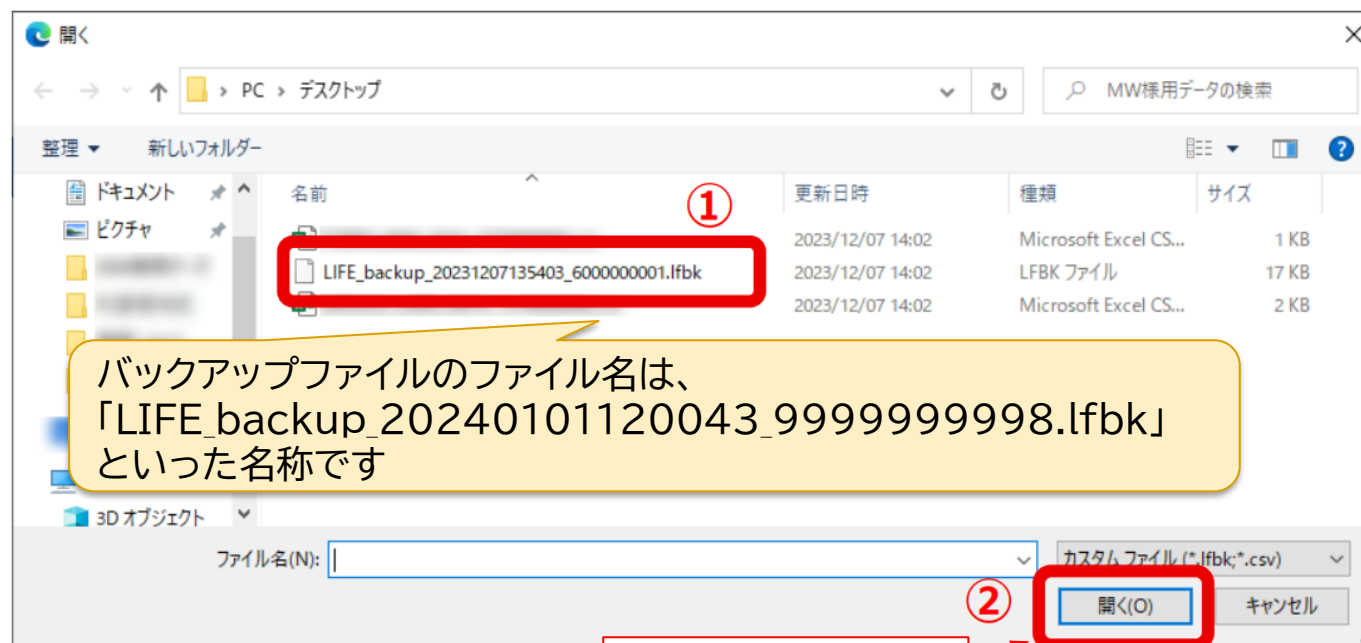 開く
PC › デスクトップ
MW様用データの検索
整理
新しいフォルダー
ドキュメント
ピクチャ
名前
更新日時
種類
サイズ
①
2023/12/07 14:02 Microsoft Excel CS... 1 KB
LIFE_backup_20231207135403_6000000001.lfbk 2023/12/07 14:02 LFBK ファイル 17 KB
2023/12/07 14:02 Microsoft Excel CS... 2 KB
バックアップファイルのファイル名は、
「LIFE_backup_20240101120043_9999999998.lfbk」
といった名称です
3D オブジェクト
ファイル名(N):
カスタム ファイル (*.lfbk;*.csv)
②
開く(O)
キャンセル